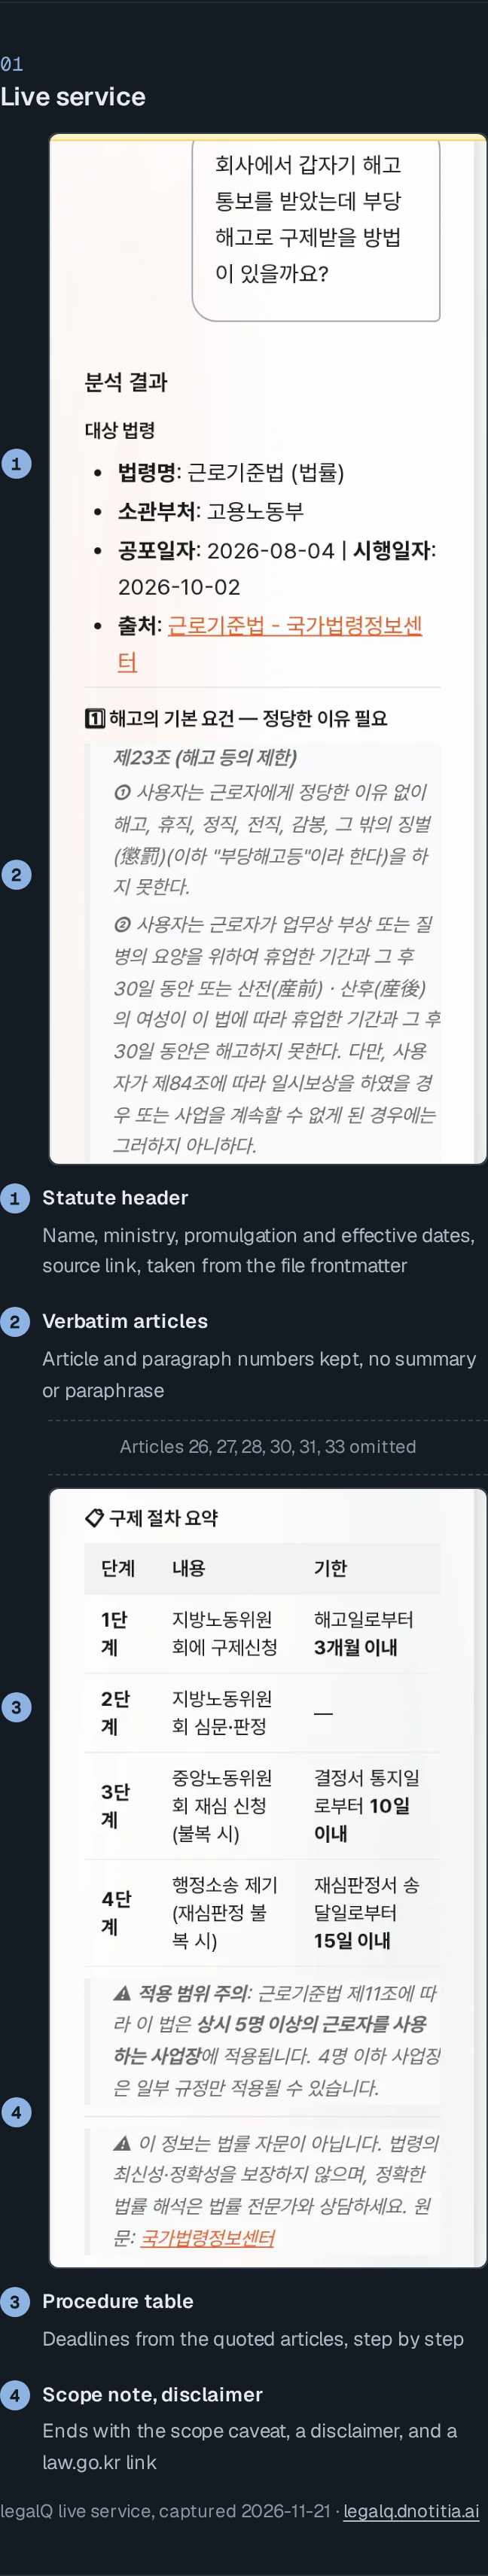 01
Live service
회사에서 갑자기 해고
통보를 받았는데 부당
해고로 구제받을 방법
이 있을까요?
분석 결과
대상 법령
1
• 법령명: 근로기준법 (법률)
• 소관부처: 고용노동부
• 공포일자: 2026-08-04 | 시행일자:
2026-10-02
• 출처: 근로기준법 - 국가법령정보센
터
1️⃣ 해고의 기본 요건 — 정당한 이유 필요
제23조 (해고 등의 제한)
① 사용자는 근로자에게 정당한 이유 없이
해고, 휴직, 정직, 전직, 감봉, 그 밖의 징벌
(懲罰)(이하 "부당해고등"이라 한다)을 하
2
지 못한다.
② 사용자는 근로자가 업무상 부상 또는 질
병의 요양을 위하여 휴업한 기간과 그 후
30일 동안 또는 산전(産前) · 산후(産後)
의 여성이 이 법에 따라 휴업한 기간과 그 후
30일 동안은 해고하지 못한다. 다만, 사용
자가 제84조에 따라 일시보상을 하였을 경
우 또는 사업을 계속할 수 없게 된 경우에는
그러하지 아니하다.
1 Statute header
Name, ministry, promulgation and effective dates,
source link, taken from the file frontmatter
2 Verbatim articles
Article and paragraph numbers kept, no summary
or paraphrase
Articles 26, 27, 28, 30, 31, 33 omitted
📋 구제 절차 요약
단계 내용 기한
1단 지방노동위원 해고일로부터
계 회에 구제신청 3개월 이내
3
2단 지방노동위원 —
계 회 심문·판정
중앙노동위원 결정서 통지일
3단 회 재심 신청 로부터 10일
계 (불복 시) 이내
행정소송 제기 재심판정서 송
4단 (재심판정 불 달일로부터
계 복 시) 15일 이내
⚠ 적용 범위 주의: 근로기준법 제11조에 따
라 이 법은 상시 5명 이상의 근로자를 사용
하는 사업장에 적용됩니다. 4명 이하 사업장
은 일부 규정만 적용될 수 있습니다.
4
⚠ 이 정보는 법률 자문이 아닙니다. 법령의
최신성·정확성을 보장하지 않으며, 정확한
법률 해석은 법률 전문가와 상담하세요. 원
문: 국가법령정보센터
3 Procedure table
Deadlines from the quoted articles, step by step
4 Scope note, disclaimer
Ends with the scope caveat, a disclaimer, and a
law.go.kr link
legalQ live service, captured 2026-11-21 · legalq.dnotitia.ai